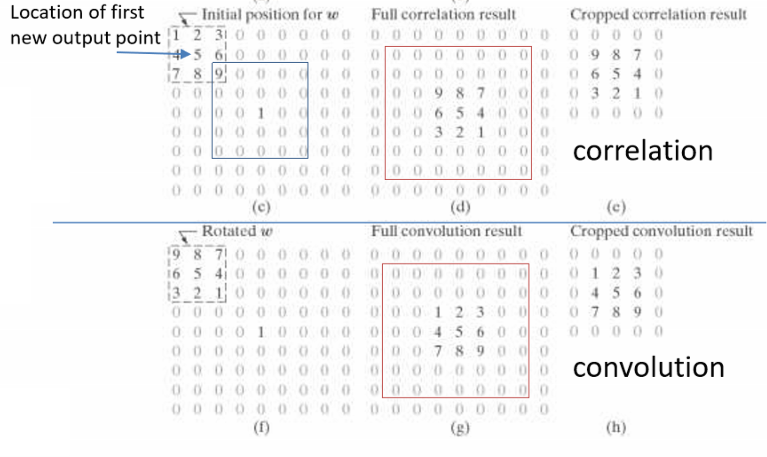 Location of first
new output point
Initial position for w
1 2 3 0 0 0 0 0 0
4 5 6 0 0 0 0 0 0
7 8 9 0 0 0 0 0 0
0 0 0 0 0 0 0 0 0
0 0 0 0 1 0 0 0 0
0 0 0 0 0 0 0 0 0
0 0 0 0 0 0 0 0 0
0 0 0 0 0 0 0 0 0
0 0 0 0 0 0 0 0 0
(c)
Full correlation result
0 0 0 0 0 0 0 0 0
0 0 0 0 0 0 0 0 0
0 0 0 0 0 0 0 0 0
0 0 0 9 8 7 0 0 0
0 0 0 6 5 4 0 0 0
0 0 0 3 2 1 0 0 0
0 0 0 0 0 0 0 0 0
0 0 0 0 0 0 0 0 0
0 0 0 0 0 0 0 0 0
(d)
Cropped correlation result
0 0 0 0 0
0 9 8 7 0
0 6 5 4 0
0 3 2 1 0
0 0 0 0 0
correlation
(e)
Rotated w
9 8 7 0 0 0 0 0 0
6 5 4 0 0 0 0 0 0
3 2 1 0 0 0 0 0 0
0 0 0 0 0 0 0 0 0
0 0 0 0 1 0 0 0 0
0 0 0 0 0 0 0 0 0
0 0 0 0 0 0 0 0 0
0 0 0 0 0 0 0 0 0
0 0 0 0 0 0 0 0 0
(f)
Full convolution result
0 0 0 0 0 0 0 0 0
0 0 0 0 0 0 0 0 0
0 0 0 0 0 0 0 0 0
0 0 0 1 2 3 0 0 0
0 0 0 4 5 6 0 0 0
0 0 0 7 8 9 0 0 0
0 0 0 0 0 0 0 0 0
0 0 0 0 0 0 0 0 0
0 0 0 0 0 0 0 0 0
(g)
Cropped convolution result
0 0 0 0 0
0 1 2 3 0
0 4 5 6 0
0 7 8 9 0
0 0 0 0 0
convolution
(h)